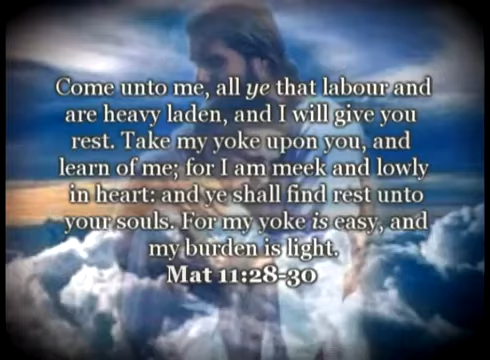 Come unto me, all ye that labour and
are heavy laden, and I will give you
rest. Take my yoke upon you, and
learn of me; for I am meek and lowly
in heart: and ye shall find rest unto
your souls. For my yoke is easy, and
my burden is light.
Mat 11:28-30